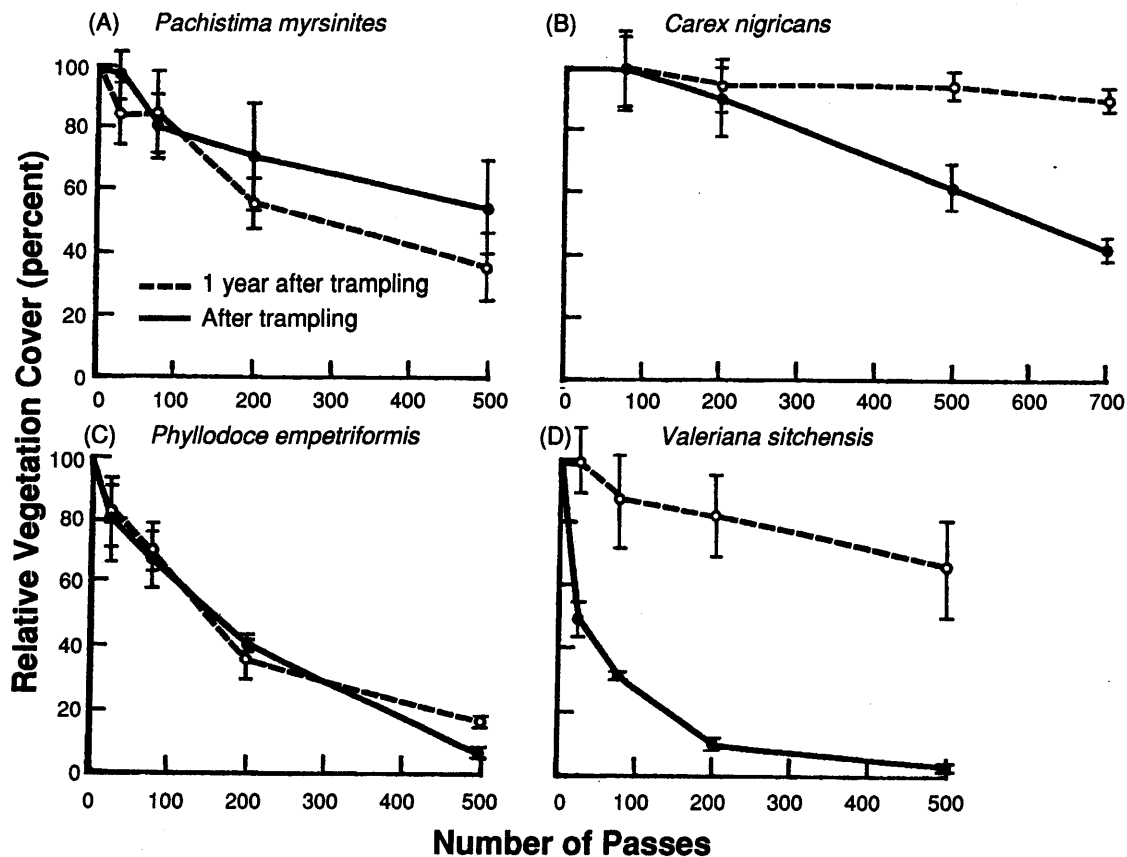 (A) Pachistima myrsinites
(B) Carex nigricans
100
80
60
40
20
0
1 year after trampling
After trampling
0 100 200 300 400 500
0 100 200 300 400 500 600 700
(C) Phyllodoce empetriformis
(D) Valeriana sitchensis
100
80
60
40
20
0
0 100 200 300 400 500
0 100 200 300 400 500
Relative Vegetation Cover (percent)
Number of Passes